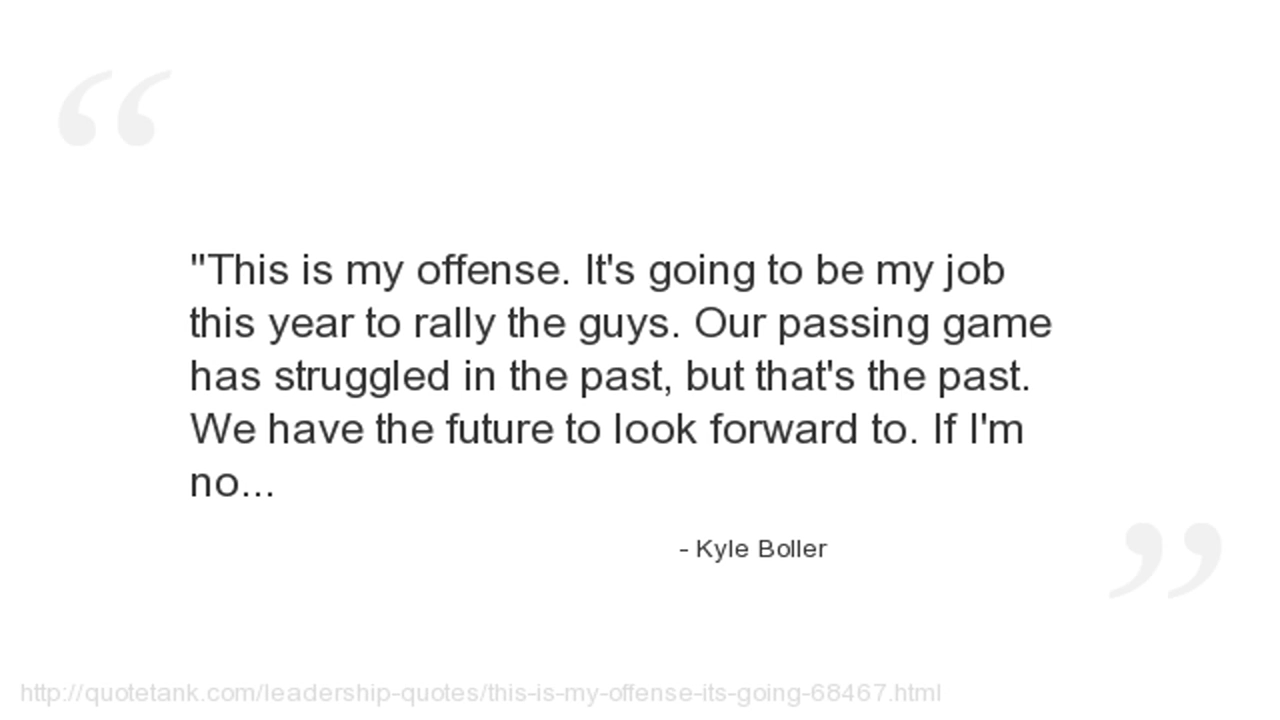 "This is my offense. It's going to be my job
this year to rally the guys. Our passing game
has struggled in the past, but that's the past.
We have the future to look forward to. If I'm
no...
- Kyle Boller
http://quotetank.com/leadership-quotes/this-is-my-offense-its-going-68467.html